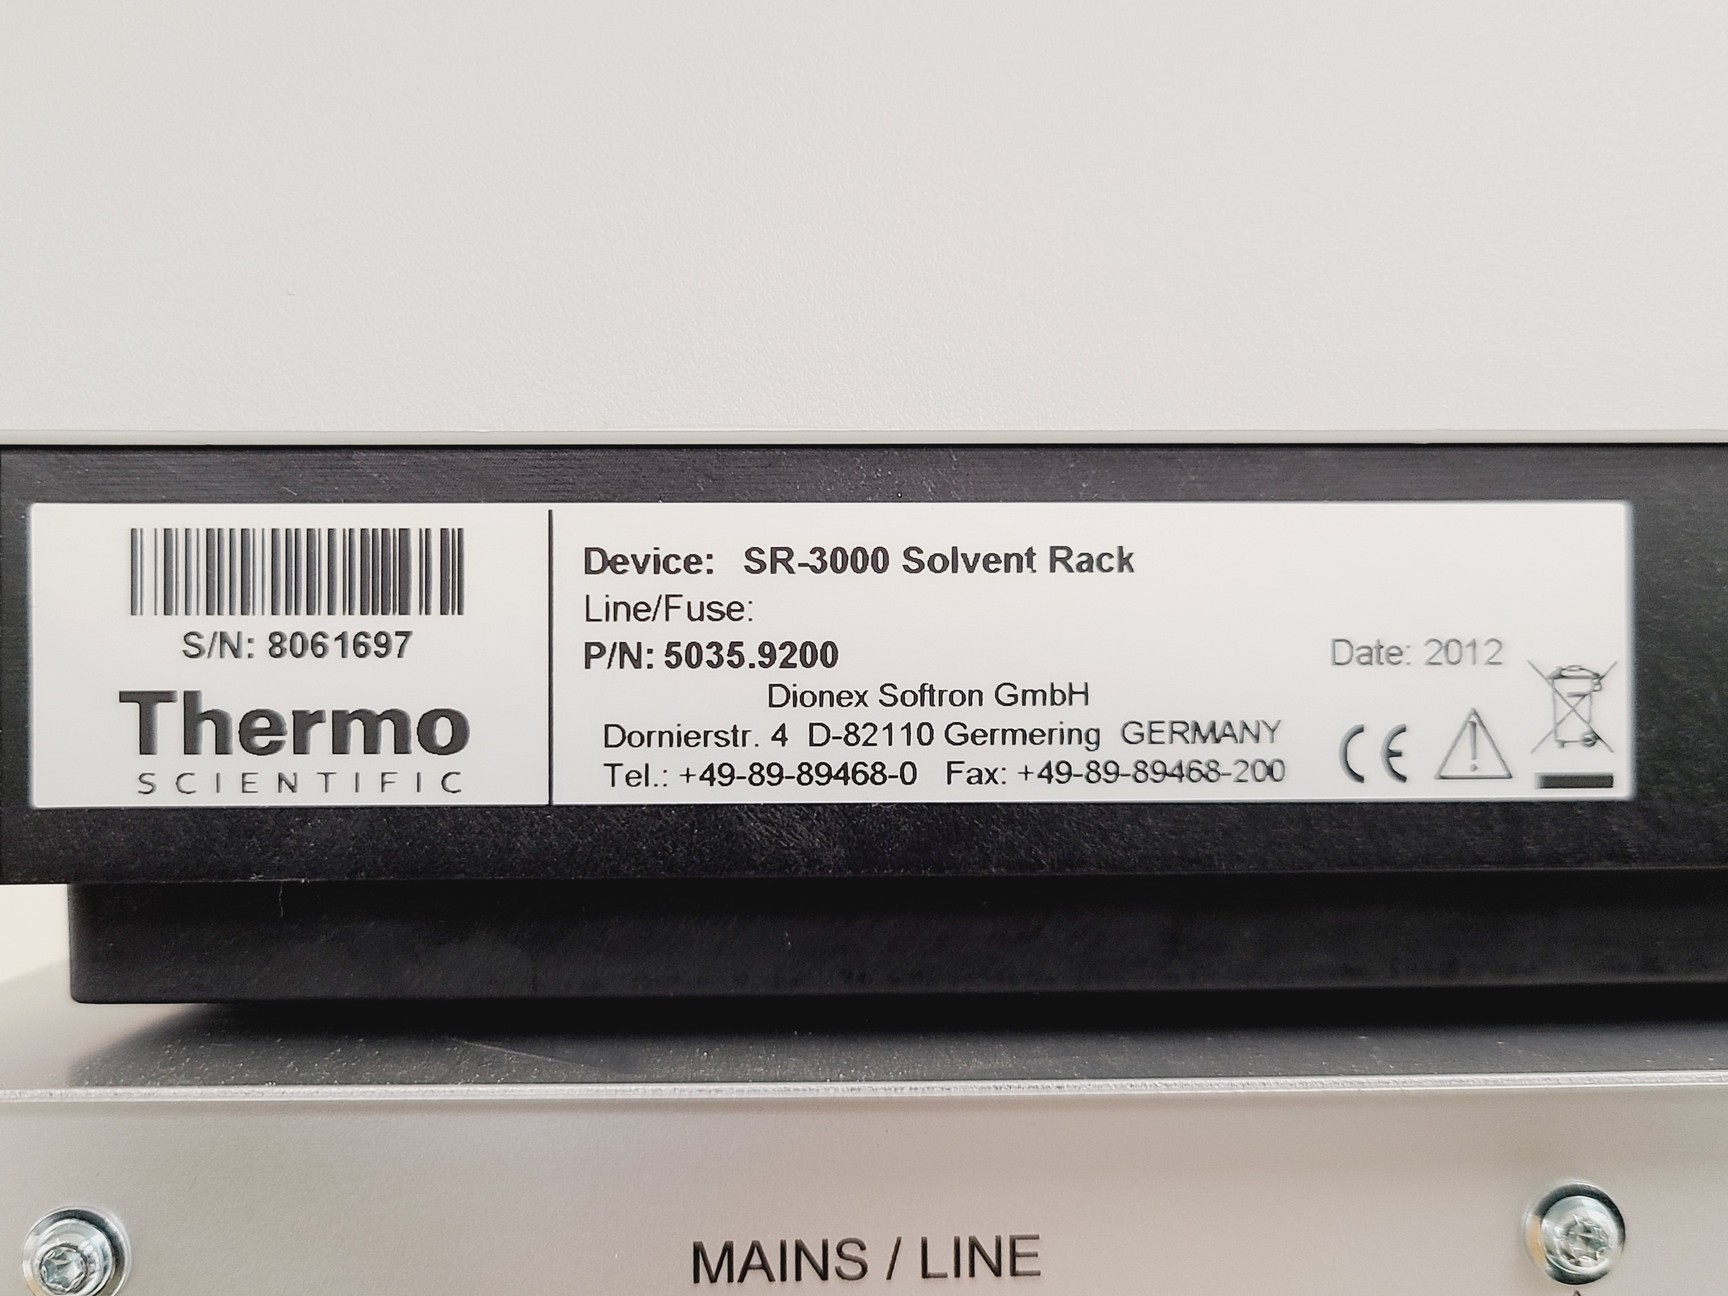 S/N: 8061697
Thermo
SCIENTIFIC
Device: SR-3000 Solvent Rack
Line/Fuse:
P/N: 5035.9200
Date: 2012
Dionex Softron GmbH
Dornierstr. 4 D-82110 Germering GERMANY
Tel.: +49-89-89468-0 Fax: +49-89-89468-200
CE
MAINS / LINE